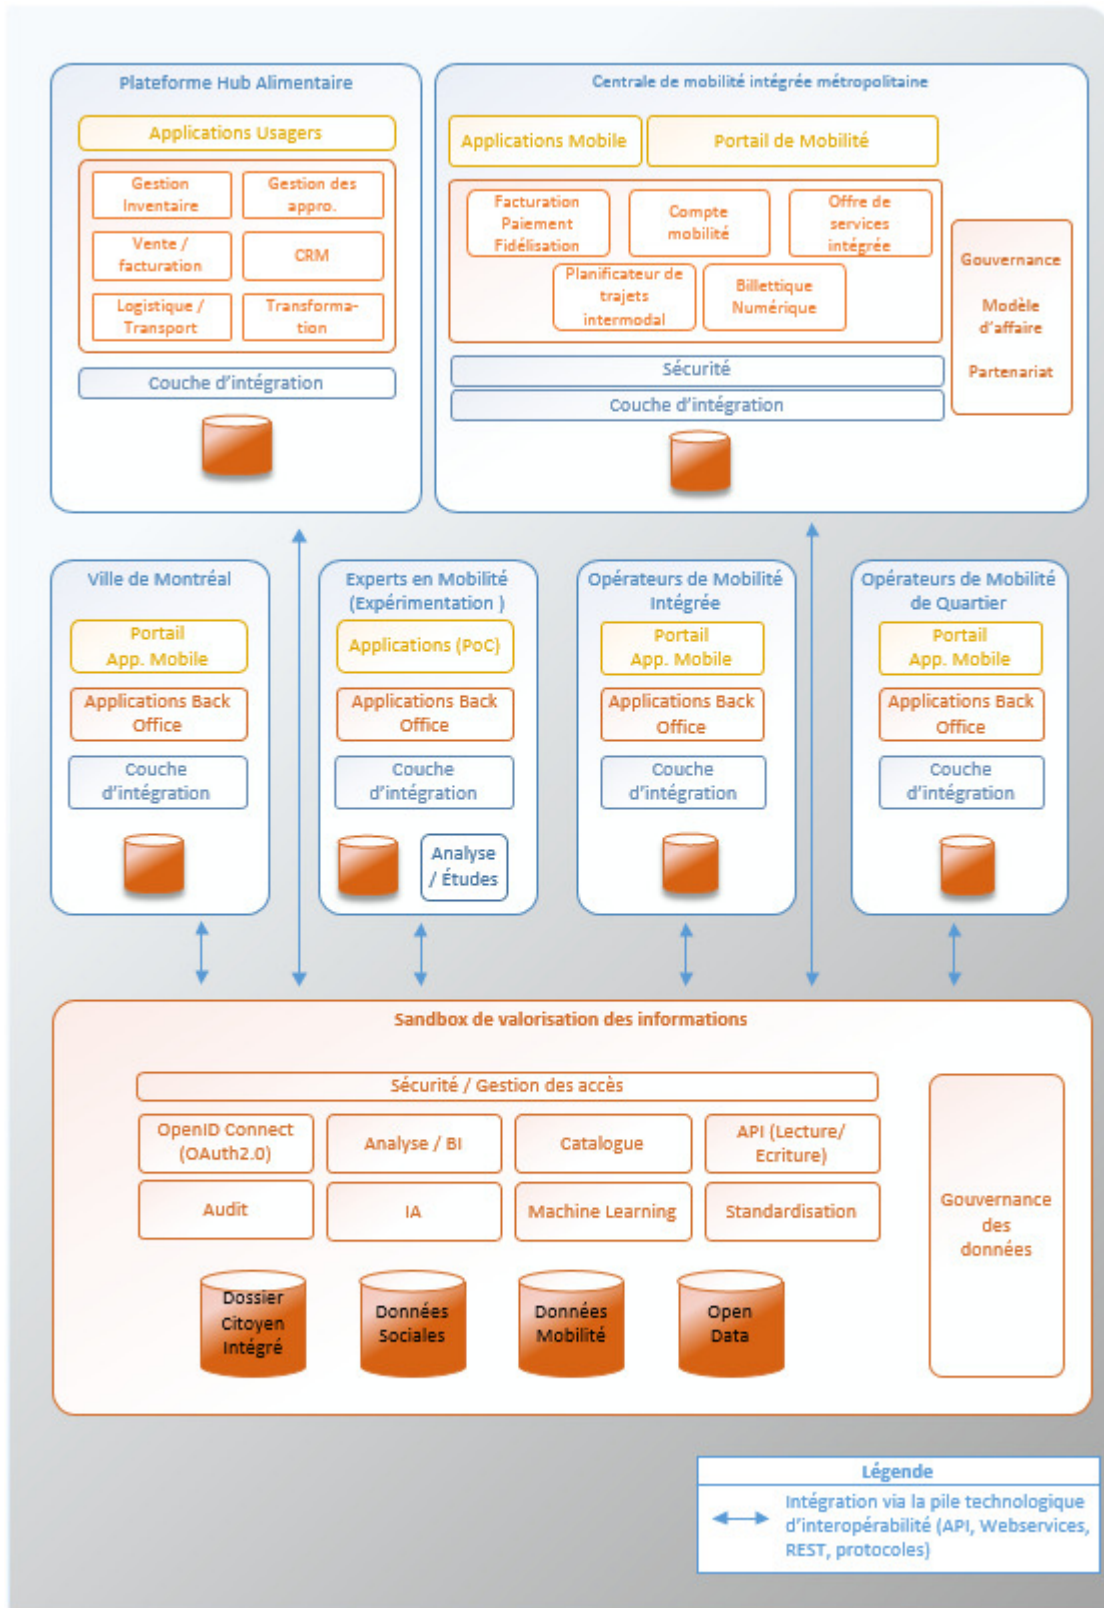 Plateforme Hub Alimentaire
Applications Usagers
Gestion
Inventaire
Gestion des
appro.
Vente /
facturation
CRM
Logistique /
Transport
Transforma-
tion
Couche d'intégration
Centrale de mobilité intégrée métropolitaine
Applications Mobile
Portail de Mobilité
Facturation
Paiement
Fidélisation
Compte
mobilité
Offre de
services
intégrée
Planificateur de
trajets
intermodal
Billettique
Numérique
Sécurité
Couche d'intégration
Gouvernance
Modèle
d'affaire
Partenariat
Ville de Montréal
Portail
App. Mobile
Applications Back
Office
Couche
d'intégration
Experts en Mobilité
(Expérimentation )
Applications (PoC)
Applications Back
Office
Couche
d'intégration
Analyse
/ Études
Opérateurs de Mobilité
Intégrée
Portail
App. Mobile
Applications Back
Office
Couche
d'intégration
Opérateurs de Mobilité
de Quartier
Portail
App. Mobile
Applications Back
Office
Couche
d'intégration
Sandbox de valorisation des informations
Sécurité / Gestion des accès
OpenID Connect
(OAuth2.0)
Analyse / BI
Catalogue
API (Lecture/
Ecriture)
Audit
IA
Machine Learning
Standardisation
Dossier
Citoyen
Intégré
Données
Sociales
Données
Mobilité
Open
Data
Gouvernance
des
données
Légende
Intégration via la pile technologique
d'interopérabilité (API, Webservices,
REST, protocoles)